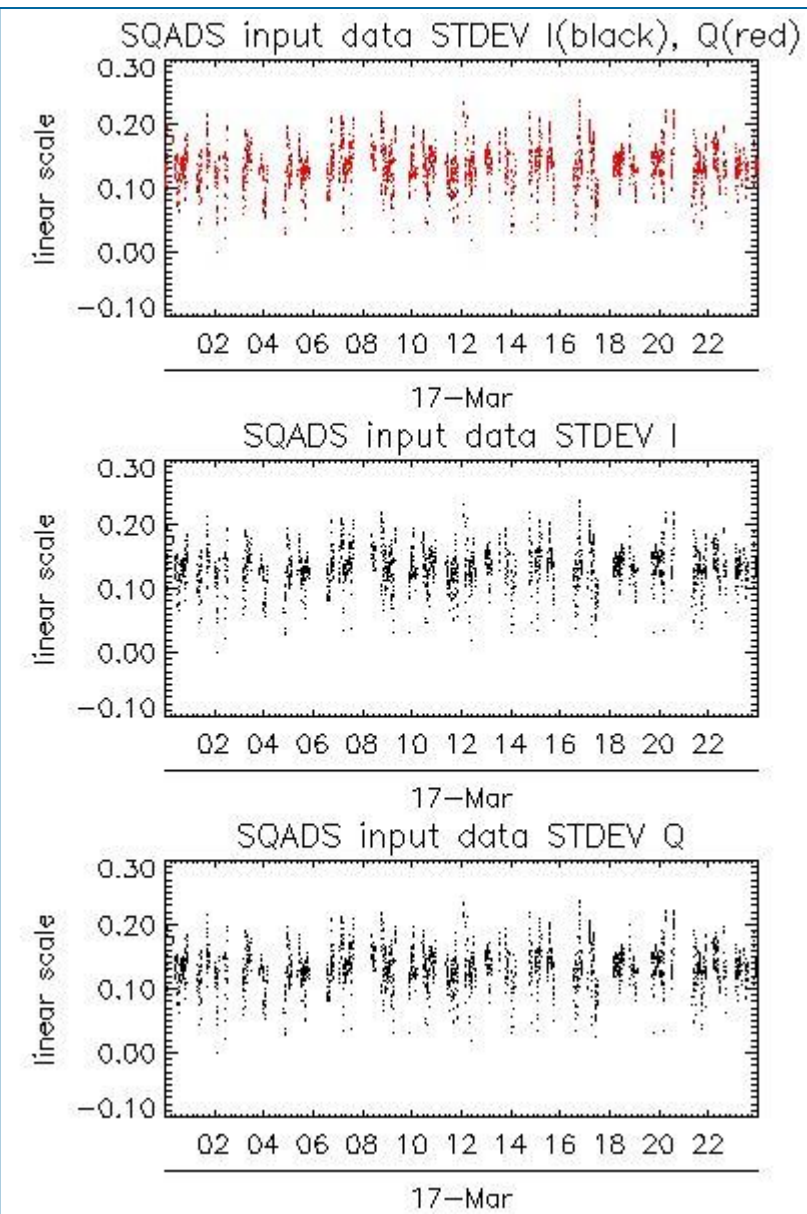 SQADS input data STDEV I(black), Q(red)
0.30
0.20
0.10
0.00
-0.10
linear scale
02 04 06 08 10 12 14 16 18 20 22
17-Mar
SQADS input data STDEV I
0.30
0.20
0.10
0.00
-0.10
linear scale
02 04 06 08 10 12 14 16 18 20 22
17-Mar
SQADS input data STDEV Q
0.30
0.20
0.10
0.00
-0.10
linear scale
02 04 06 08 10 12 14 16 18 20 22
17-Mar